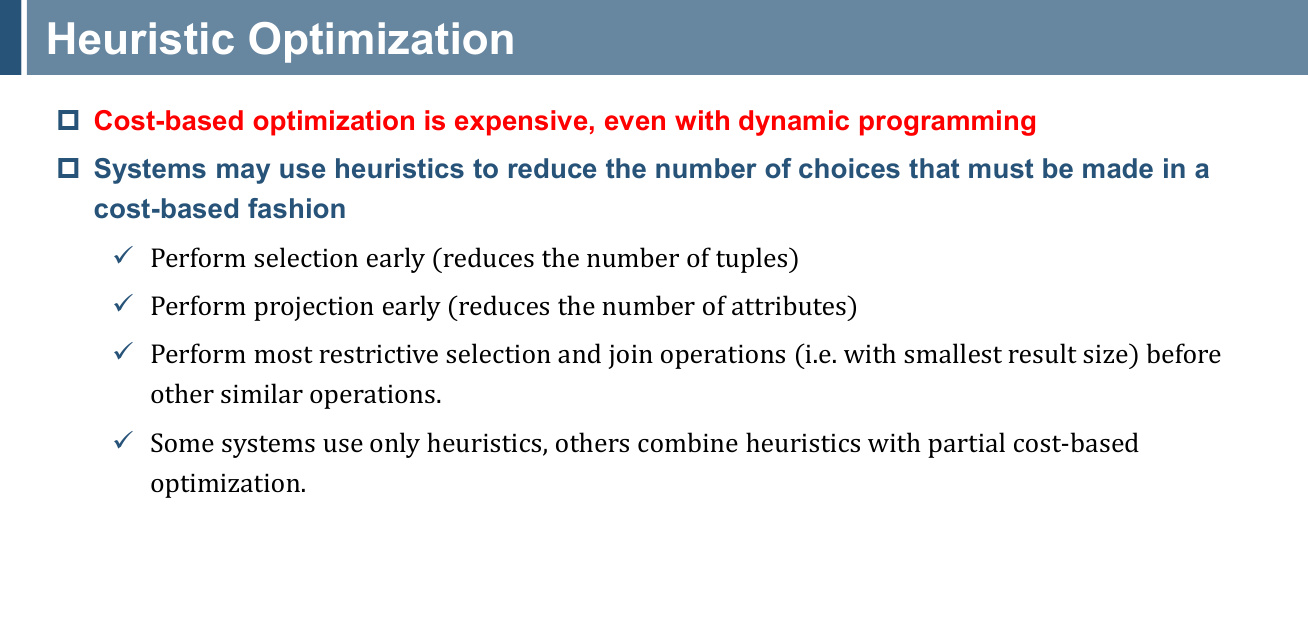 Heuristic Optimization
Cost-based optimization is expensive, even with dynamic programming
Systems may use heuristics to reduce the number of choices that must be made in a
cost-based fashion
Perform selection early (reduces the number of tuples)
Perform projection early (reduces the number of attributes)
Perform most restrictive selection and join operations (i.e. with smallest result size) before
other similar operations.
Some systems use only heuristics, others combine heuristics with partial cost-based
optimization.